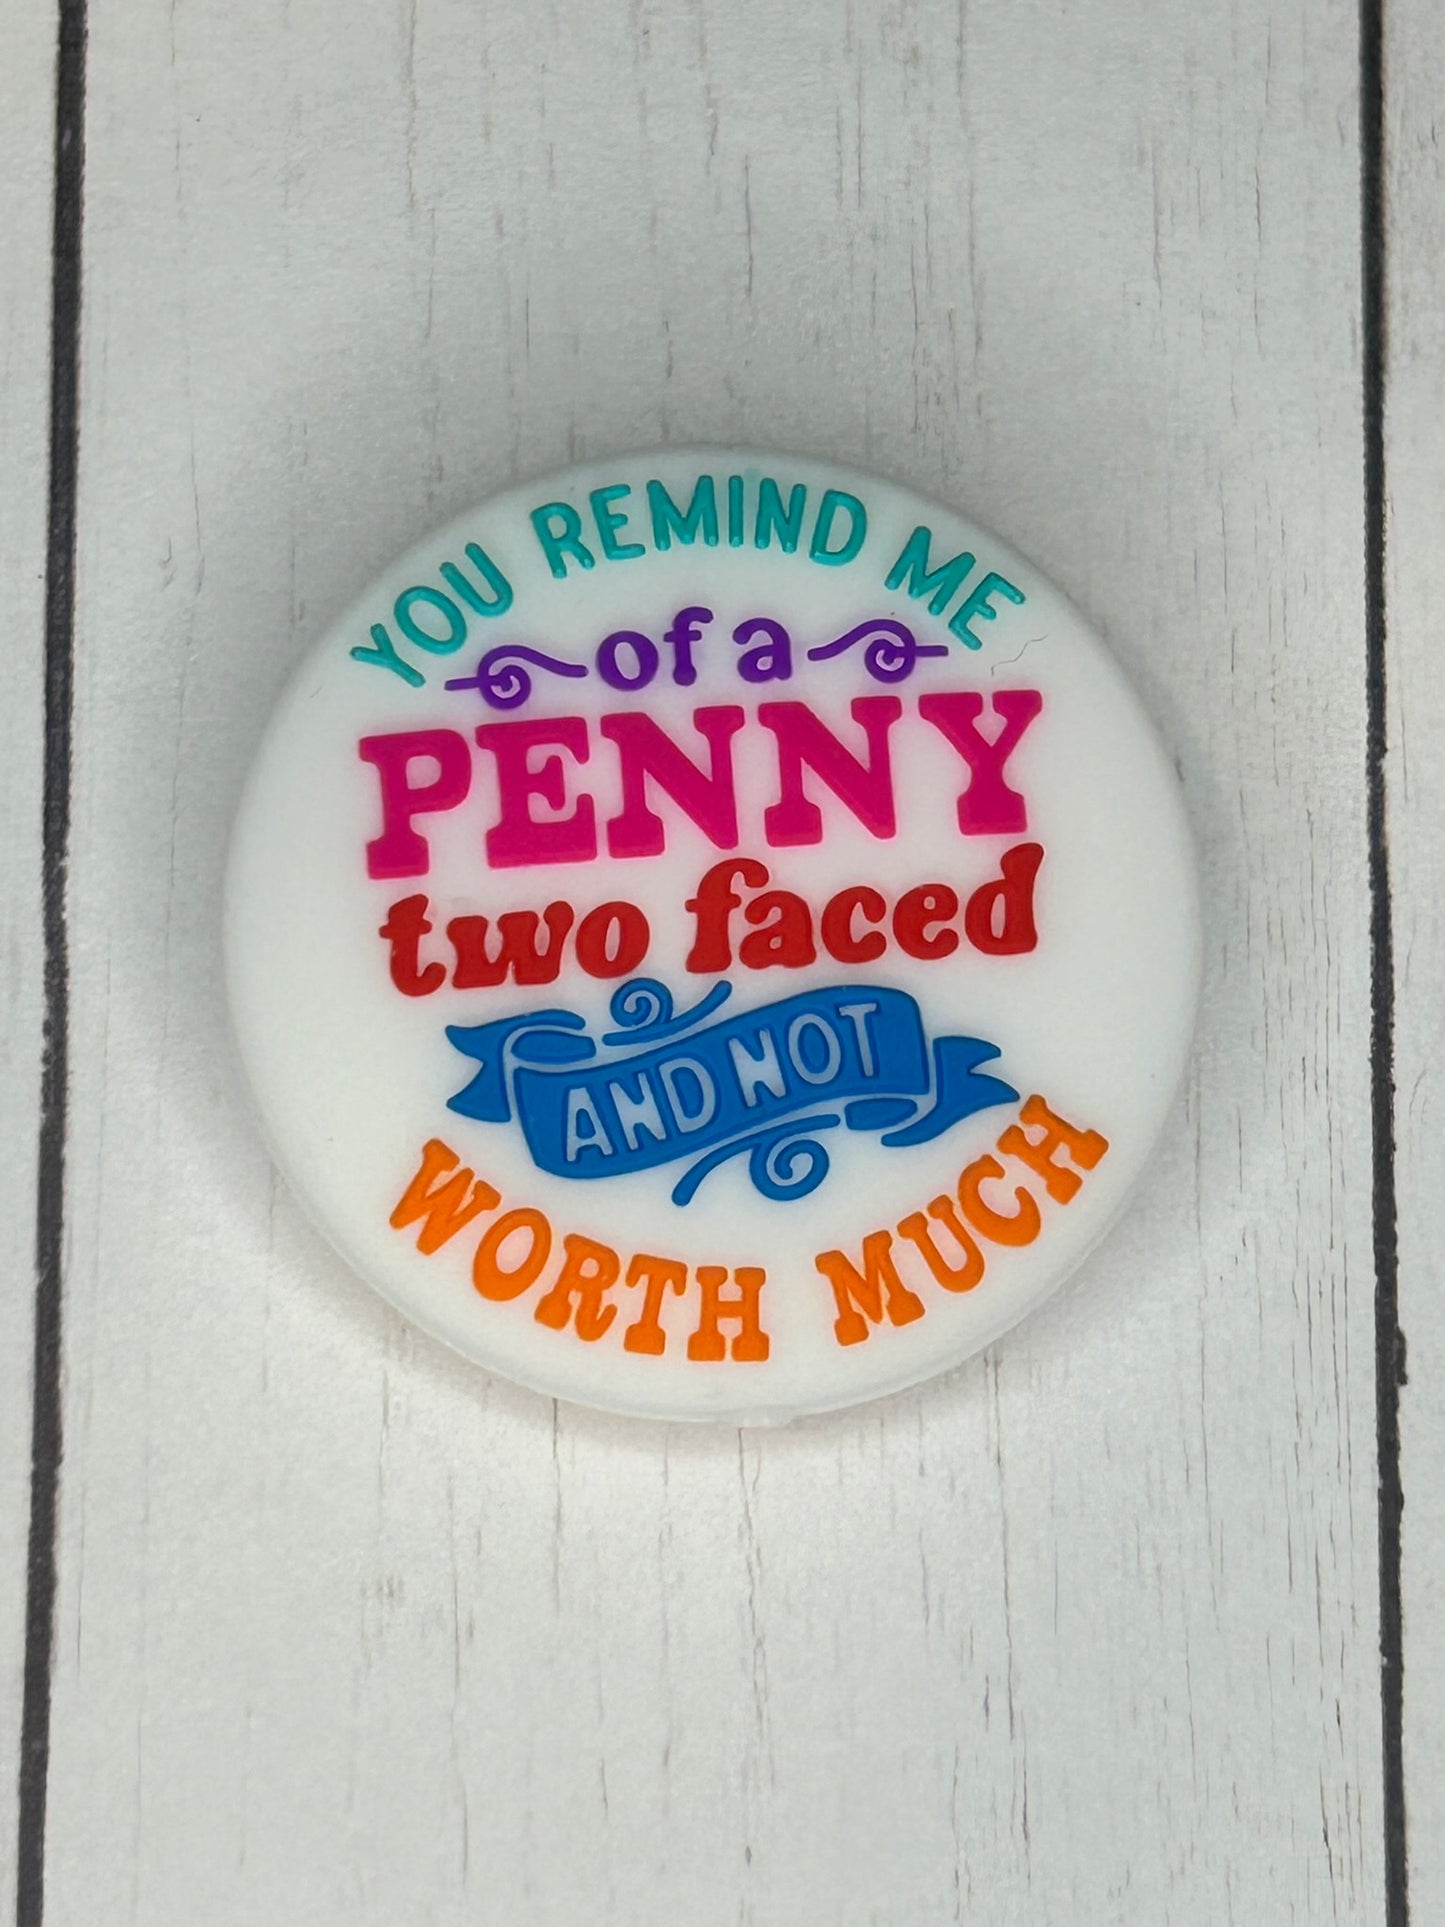 YOU REMIND ME
of a
PENNY
two faced
AND NOT
WORTH MUCH